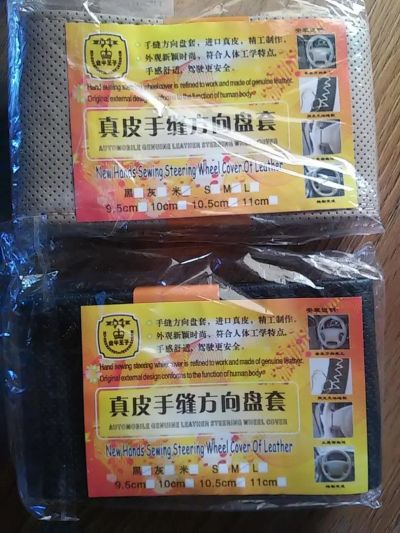 手缝方向盘套，进口真皮，精工制作。
外观新颖时尚，符合人体工学特点。
手感舒适，驾驶更安全。
Hand sewing steering wheel cover is refined to work and made of genuine leather.
Original external design conforms to the function of human body
真皮手缝方向盘套
AUTOMOBILE GENUINE LEATHER STEERING WHEEL COVER
New Hands Sewing Steering Wheel Cover Of Leather
黑 灰 米 S M L
9.5cm 10cm 10.5cm 11cm
手缝方向盘套，进口真皮，精工制作。
外观新颖时尚，符合人体工学特点。
手感舒适，驾驶更安全。
Hand sewing steering wheel cover is refined to work and made of genuine leather.
Original external design conforms to the function of human body
真皮手缝方向盘套
AUTOMOBILE GENUINE LEATHER STEERING WHEEL COVER
New Hands Sewing Steering Wheel Cover Of Leather
黑 灰 米 S M L
9.5cm 10cm 10.5cm 11cm